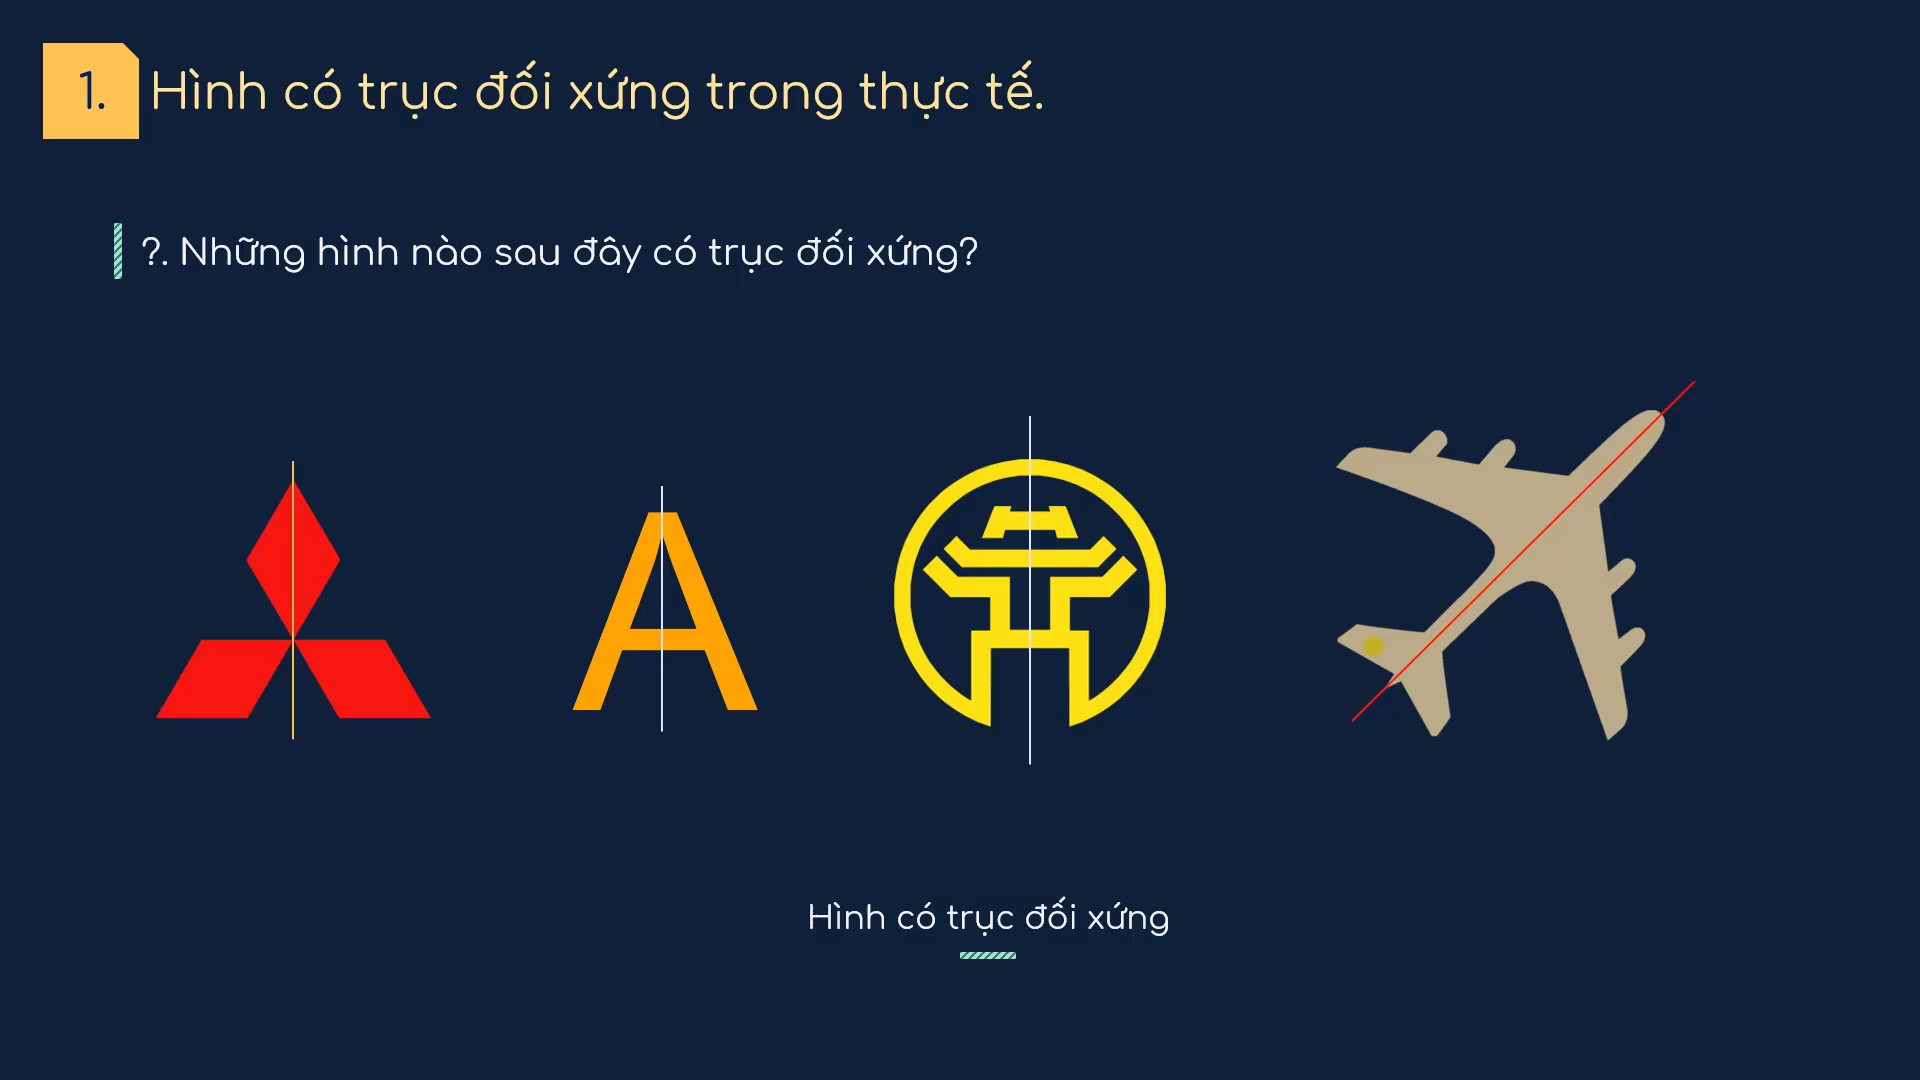 1. Hình có trục đối xứng trong thực tế.
?. Những hình nào sau đây có trục đối xứng?
A
Hình có trục đối xứng